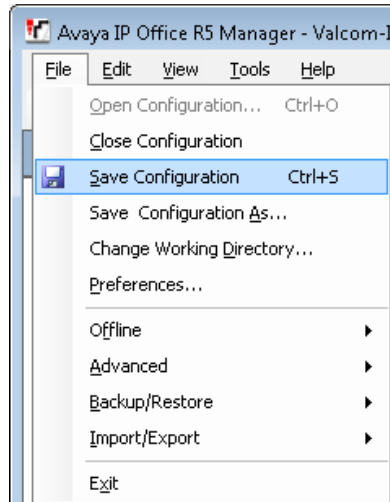 Avaya IP Office R5 Manager - Valcom-
File Edit View Tools Help
Open Configuration... Ctrl+O
Close Configuration
Save Configuration Ctrl+S
Save Configuration As...
Change Working Directory...
Preferences...
Offline
Advanced
Backup/Restore
Import/Export
Exit